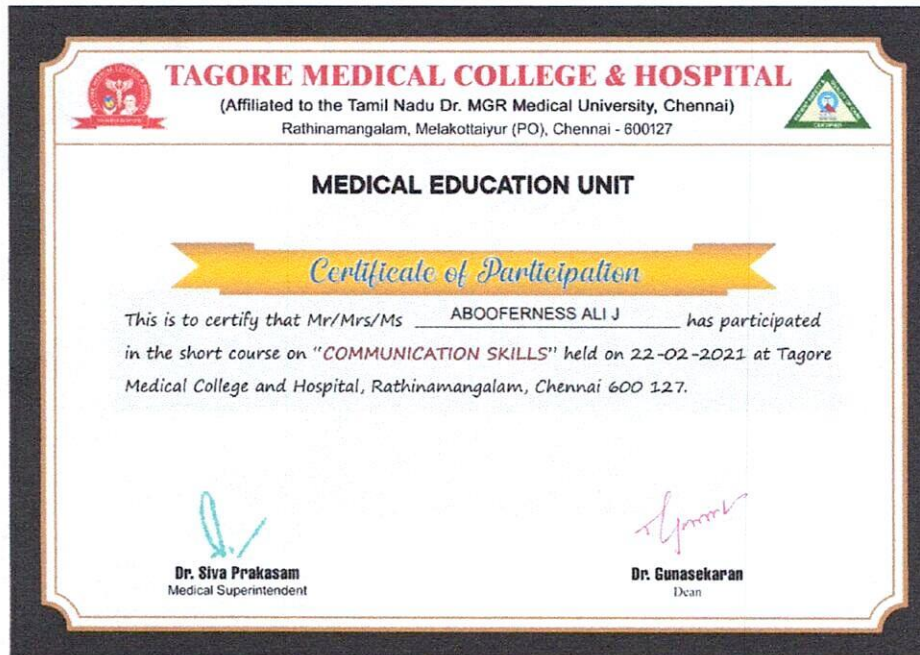 TAGORE MEDICAL COLLEGE & HOSPITAL
(Affiliated to the Tamil Nadu Dr. MGR Medical University, Chennai)
Rathinamangalam, Melakottaiyur (PO), Chennai - 600127
MEDICAL EDUCATION UNIT
Certificate of Participation
This is to certify that Mr/Mrs/Ms ABOOFERNESS ALI J has participated
in the short course on "COMMUNICATION SKILLS" held on 22-02-2021 at Tagore
Medical College and Hospital, Rathinamangalam, Chennai 600 127.
Dr. Siva Prakasam
Medical Superintendent
Dr. Gunasekaran
Dean